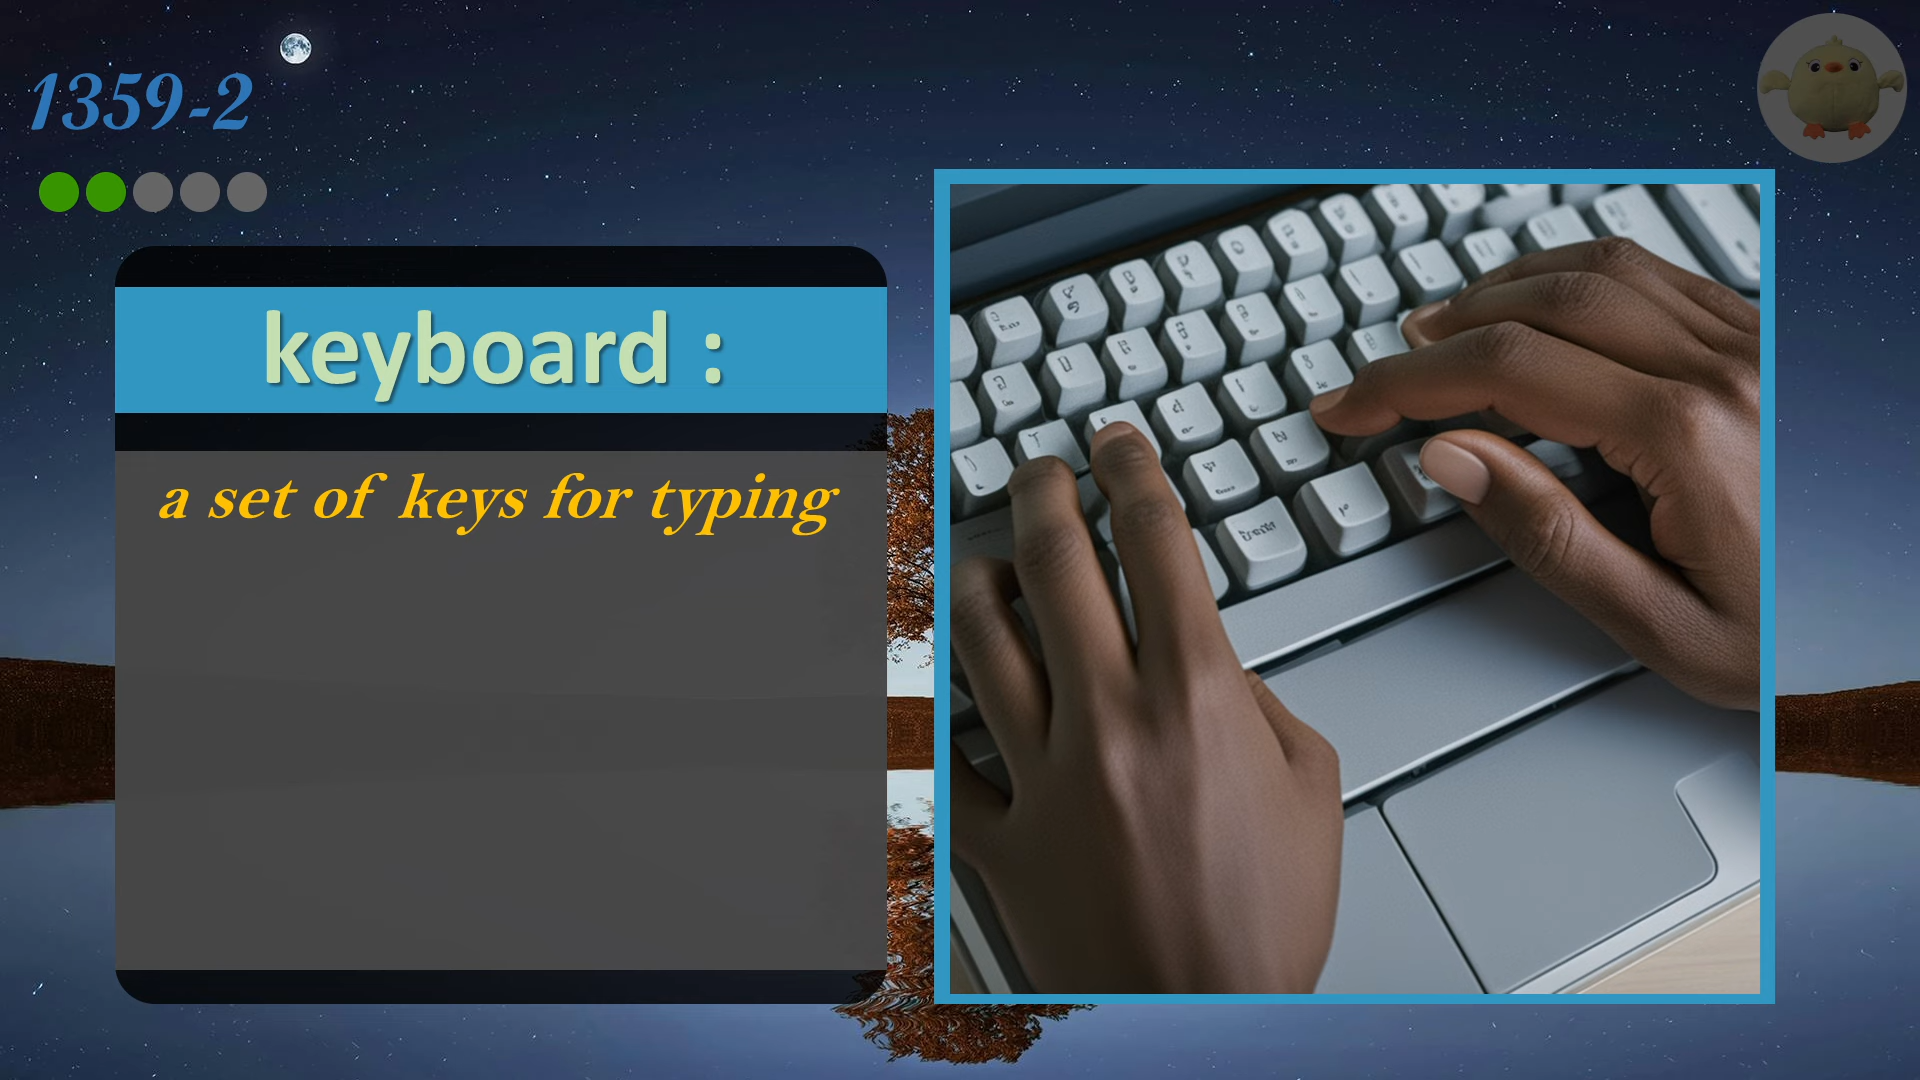 1359-2
keyboard :
a set of keys for typing